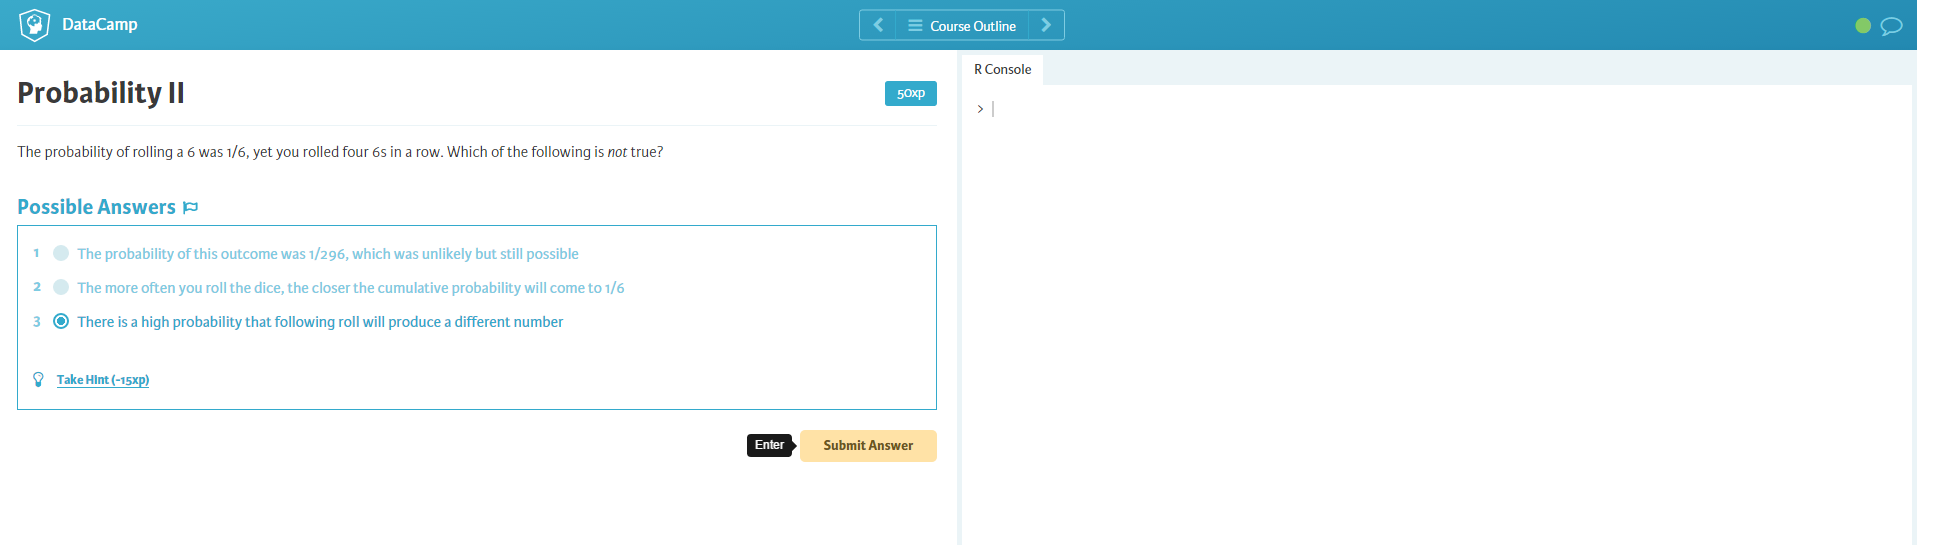 DataCamp
Course Outline
Probability II
50xp
The probability of rolling a 6 was 1/6, yet you rolled four 6s in a row. Which of the following is not true?
Possible Answers
1 The probability of this outcome was 1/296, which was unlikely but still possible
2 The more often you roll the dice, the closer the cumulative probability will come to 1/6
3 There is a high probability that following roll will produce a different number
Take Hint (-15xp)
Enter
Submit Answer
R Console
>